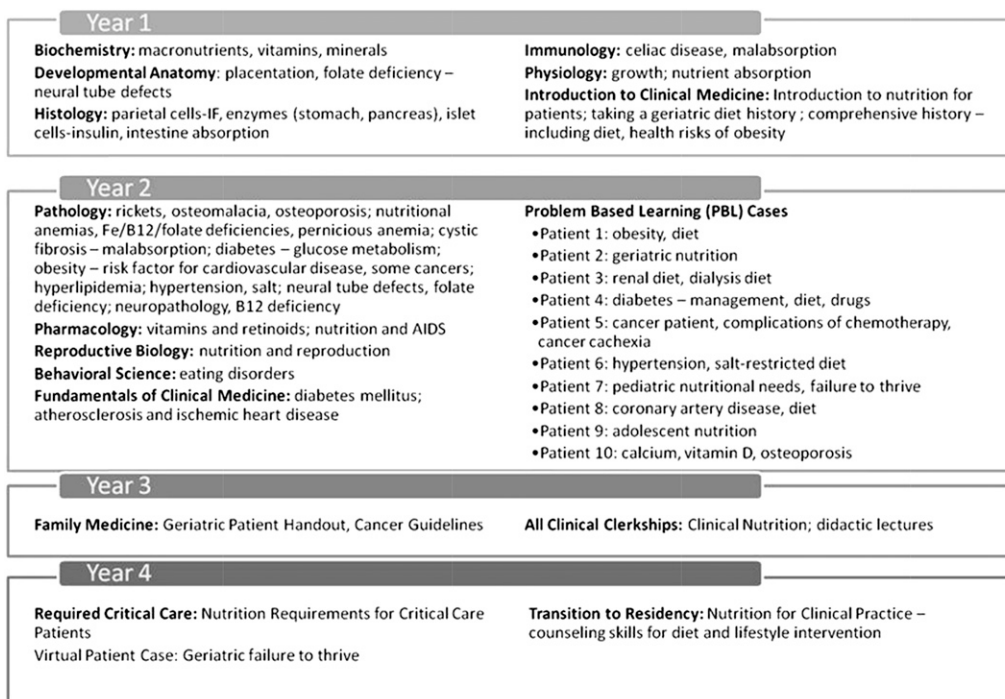 Year 1
Biochemistry: macronutrients, vitamins, minerals
Developmental Anatomy: placentation, folate deficiency –
neural tube defects
Histology: parietal cells-IF, enzymes (stomach, pancreas), islet
cells-insulin, intestine absorption
Immunology: celiac disease, malabsorption
Physiology: growth; nutrient absorption
Introduction to Clinical Medicine: Introduction to nutrition for
patients; taking a geriatric diet history ; comprehensive history –
including diet, health risks of obesity
Year 2
Pathology: rickets, osteomalacia, osteoporosis; nutritional
anemias, Fe/B12/folate deficiencies, pernicious anemia; cystic
fibrosis – malabsorption; diabetes – glucose metabolism;
obesity – risk factor for cardiovascular disease, some cancers;
hyperlipidemia; hypertension, salt; neural tube defects, folate
deficiency; neuropathology, B12 deficiency
Pharmacology: vitamins and retinoids; nutrition and AIDS
Reproductive Biology: nutrition and reproduction
Behavioral Science: eating disorders
Fundamentals of Clinical Medicine: diabetes mellitus;
atherosclerosis and ischemic heart disease
Problem Based Learning (PBL) Cases
•Patient 1: obesity, diet
•Patient 2: geriatric nutrition
•Patient 3: renal diet, dialysis diet
•Patient 4: diabetes – management, diet, drugs
•Patient 5: cancer patient, complications of chemotherapy,
cancer cachexia
•Patient 6: hypertension, salt-restricted diet
•Patient 7: pediatric nutritional needs, failure to thrive
•Patient 8: coronary artery disease, diet
•Patient 9: adolescent nutrition
•Patient 10: calcium, vitamin D, osteoporosis
Year 3
Family Medicine: Geriatric Patient Handout, Cancer Guidelines
All Clinical Clerkships: Clinical Nutrition; didactic lectures
Year 4
Required Critical Care: Nutrition Requirements for Critical Care
Patients
Virtual Patient Case: Geriatric failure to thrive
Transition to Residency: Nutrition for Clinical Practice –
counseling skills for diet and lifestyle intervention